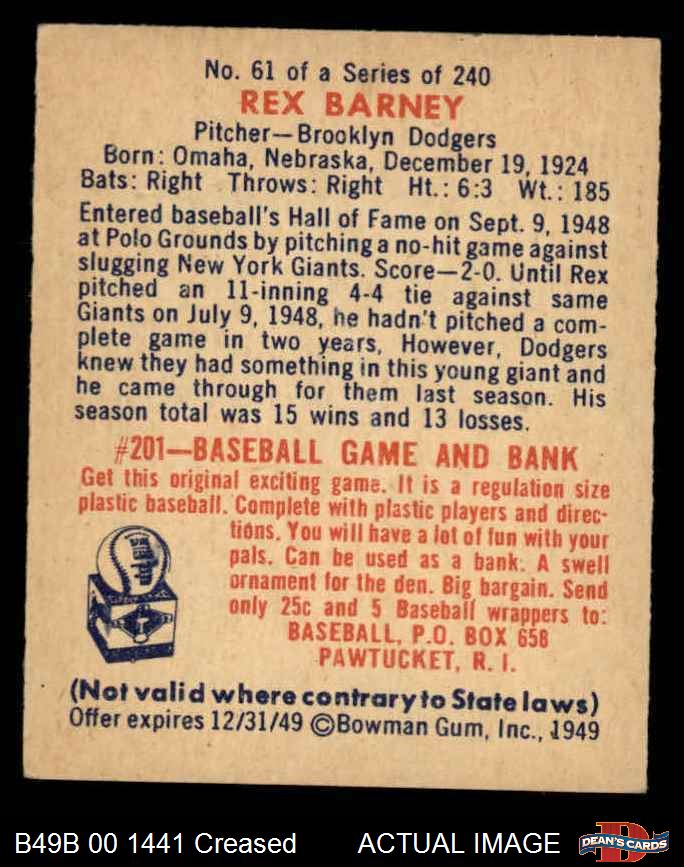 No. 61 of a Series of 240
REX BARNEY
Pitcher—Brooklyn Dodgers
Born: Omaha, Nebraska, December 19, 1924
Bats: Right Throws: Right Ht.: 6:3 Wt.: 185
Entered baseball's Hall of Fame on Sept. 9, 1948
at Polo Grounds by pitching a no-hit game against
slugging New York Giants. Score—2-0. Until Rex
pitched an 11-inning 4-4 tie against same
Giants on July 9, 1948, he hadn't pitched a com-
plete game in two years. However, Dodgers
knew they had something in this young giant and
he came through for them last season. His
season total was 15 wins and 13 losses.
#201—BASEBALL GAME AND BANK
Get this original exciting game. It is a regulation size
plastic baseball. Complete with plastic players and direc-
tions. You will have a lot of fun with your
pals. Can be used as a bank. A swell
ornament for the den. Big bargain. Send
only 25c and 5 Baseball wrappers to:
BASEBALL, P.O. BOX 658
PAWTUCKET, R. I.
(Not valid where contrary to State laws)
Offer expires 12/31/49 ©Bowman Gum, Inc., 1949
B49B 00 1441 Creased ACTUAL IMAGE
DEAN'S CARDS